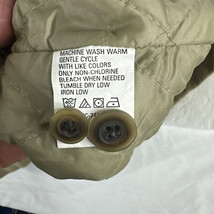 MACHINE WASH WARM
GENTLE CYCLE
WITH LIKE COLORS
ONLY NON-CHLORINE
BLEACH WHEN NEEDED
TUMBLE DRY LOW
IRON LOW